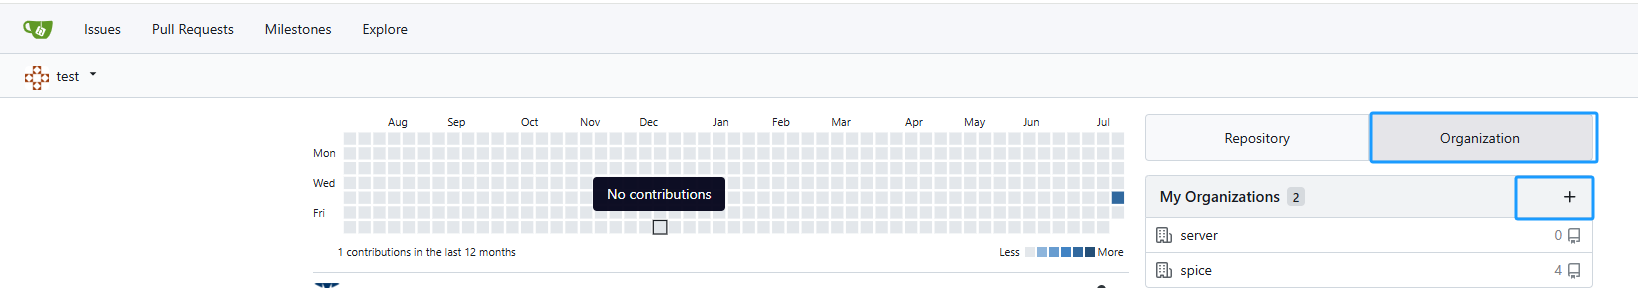 Issues Pull Requests Milestones Explore
test
Aug Sep Oct Nov Dec Jan Feb Mar Apr May Jun Jul
Mon
Wed
Fri
No contributions
1 contributions in the last 12 months
Less More
Repository Organization
My Organizations 2 +
server 0
spice 4